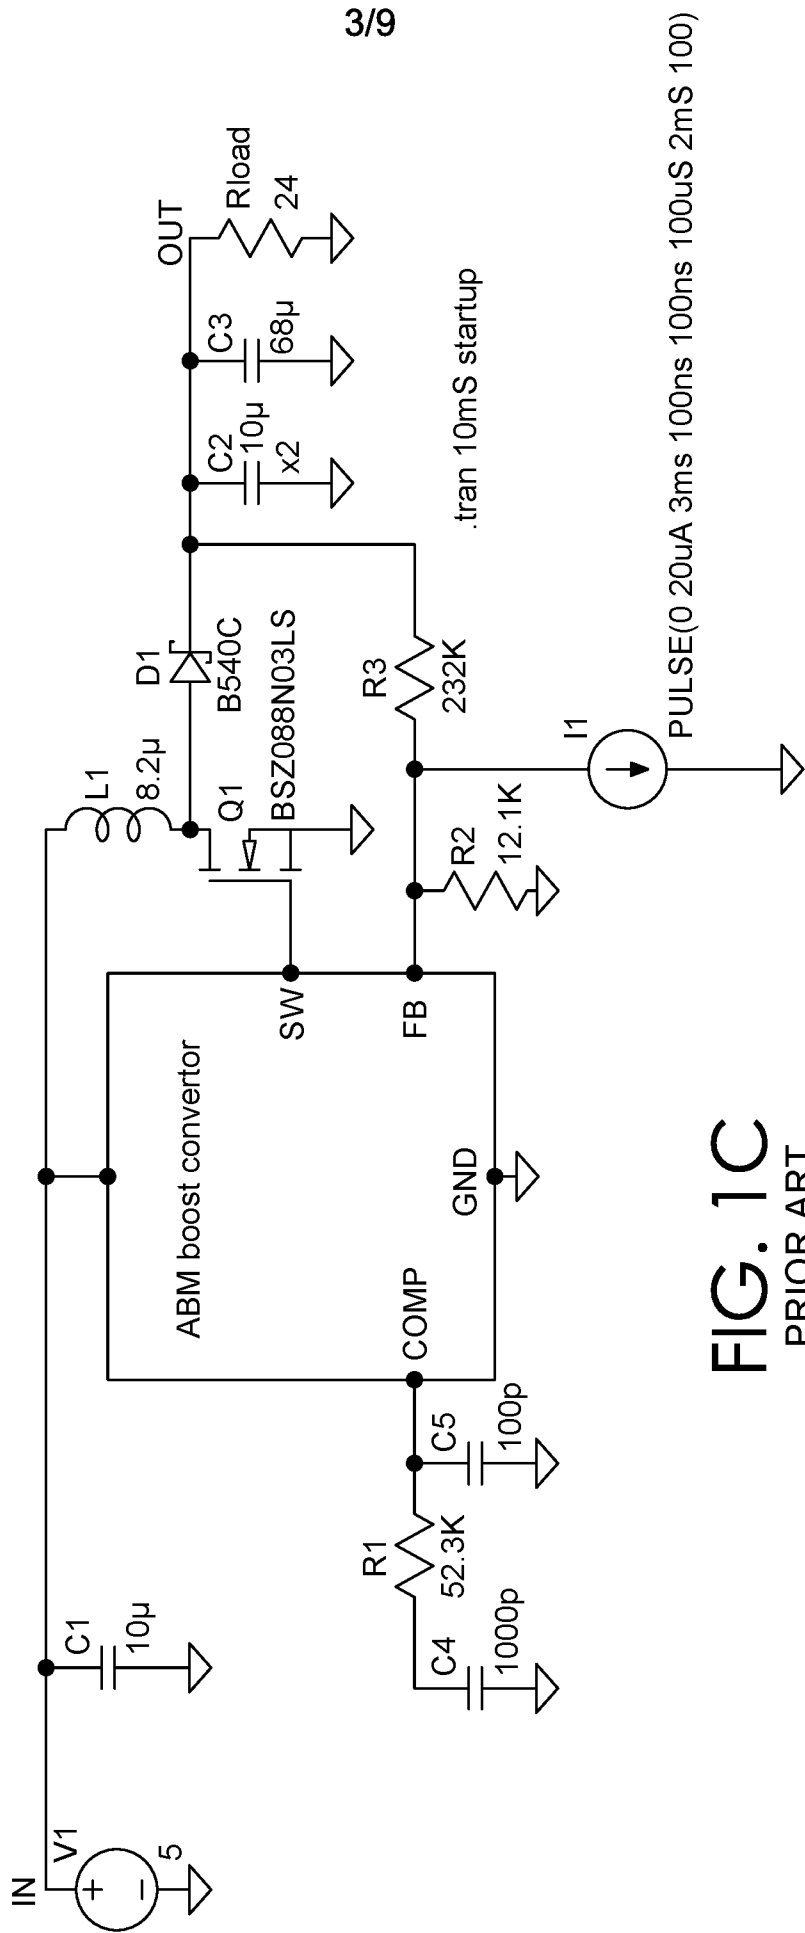 3/9
IN
V1
+
−
5
C1
10µ
L1
8.2µ
D1
B540C
OUT
Q1
BSZ088N03LS
C2
10µ
x2
C3
68µ
Rload
24
ABM boost convertor
SW
FB
GND
COMP
C4
1000p
R1
52.3K
C5
100p
R2
12.1K
R3
232K
.tran 10mS startup
I1
PULSE(0 20uA 3ms 100ns 100ns 100uS 2mS 100)
FIG. 1C
PRIOR ART